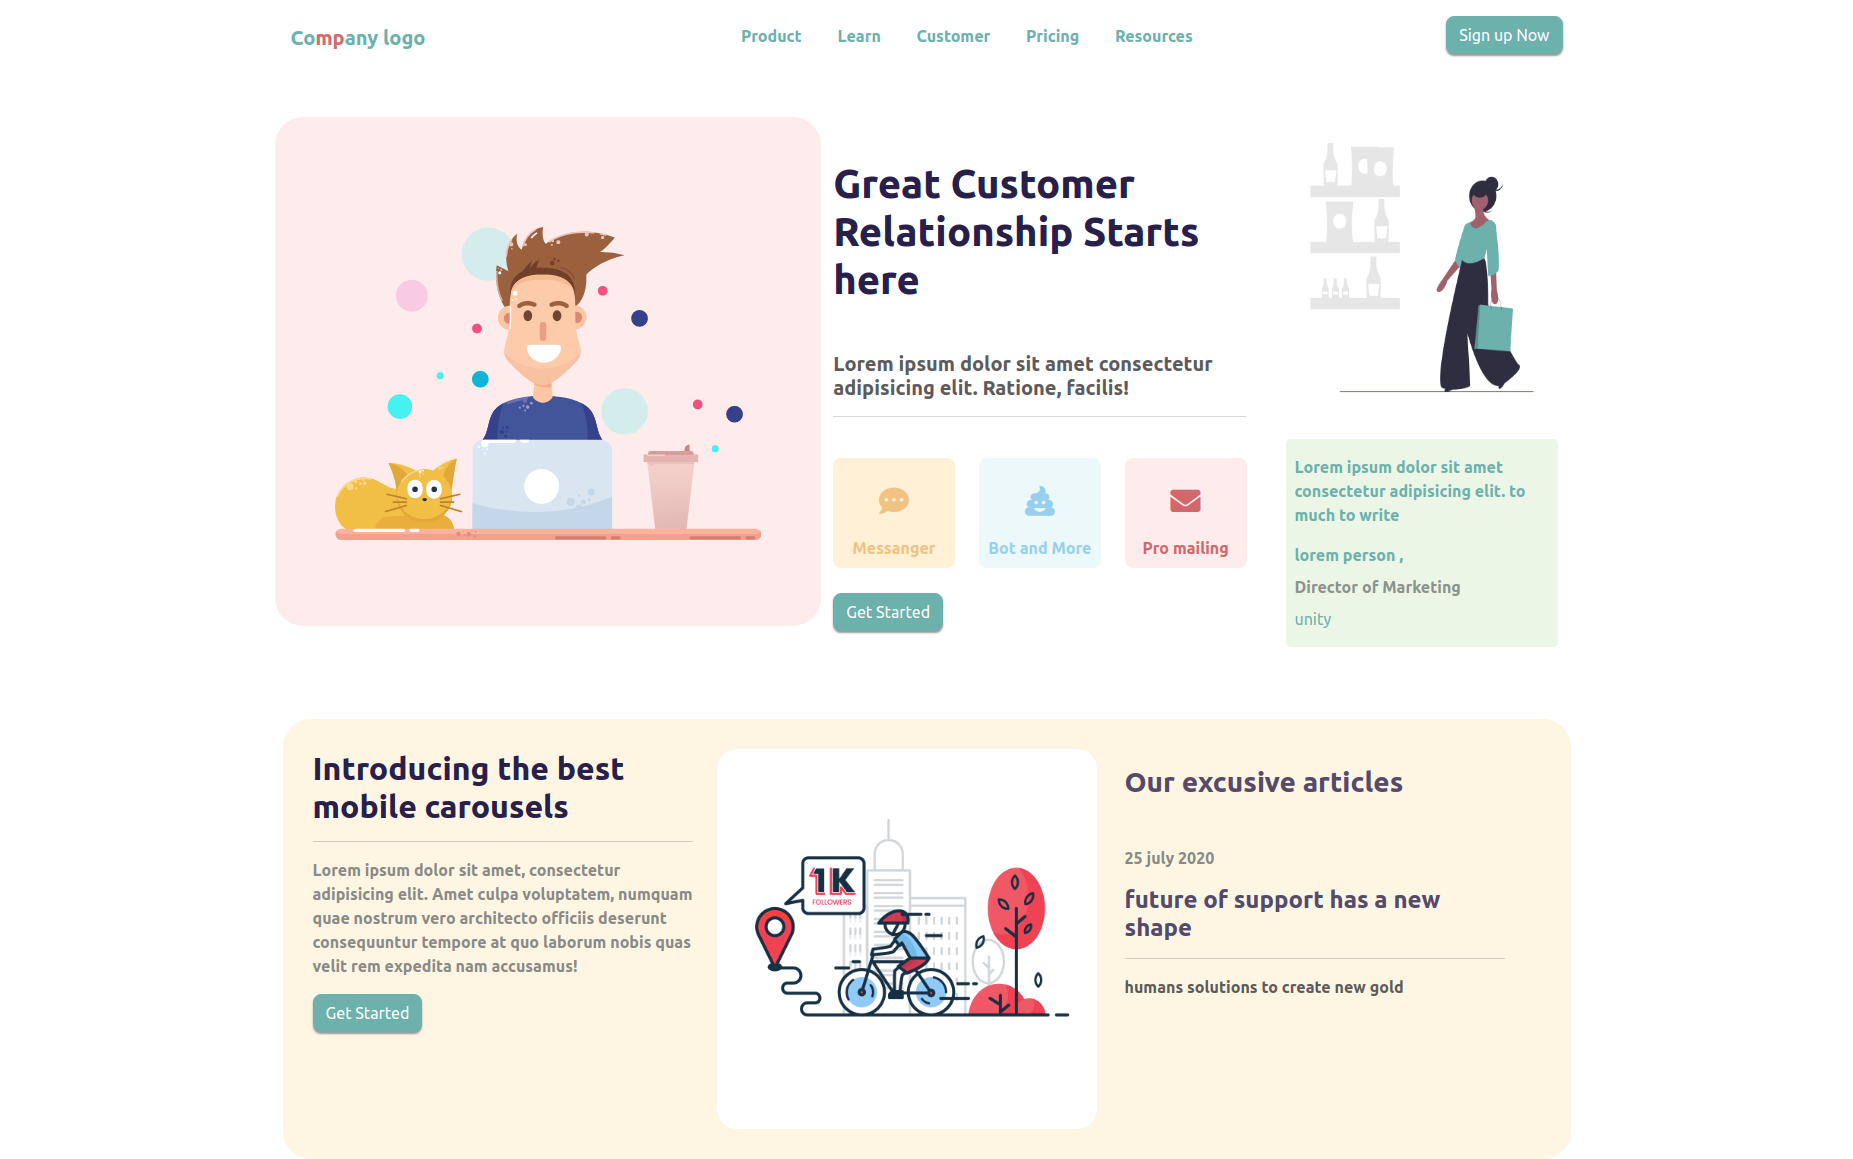 Company logo
Product
Learn
Customer
Pricing
Resources
Sign up Now
Great Customer
Relationship Starts
here
Lorem ipsum dolor sit amet consectetur
adipisicing elit. Ratione, facilis!
Messanger
Bot and More
Pro mailing
Get Started
Lorem ipsum dolor sit amet
consectetur adipisicing elit. to
much to write
lorem person ,
Director of Marketing
unity
Introducing the best
mobile carousels
Lorem ipsum dolor sit amet, consectetur
adipisicing elit. Amet culpa voluptatem, numquam
quae nostrum vero architecto officiis deserunt
consequuntur tempore at quo laborum nobis quas
velit rem expedita nam accusamus!
Get Started
1K
FOLLOWERS
Our excusive articles
25 july 2020
future of support has a new
shape
humans solutions to create new gold